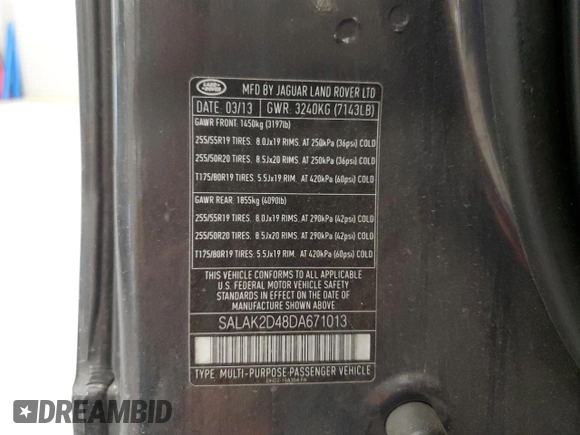 LAND ROVER
MFD BY JAGUAR LAND ROVER LTD
DATE: 03/13 GWR: 3240KG (7143LB)
GAWR FRONT: 1450kg (3197lb)
255/55R19 TIRES. 8.0Jx19 RIMS. AT 250kPa (36psi) COLD
255/50R20 TIRES. 8.5Jx20 RIMS. AT 250kPa (36psi) COLD
T175/80R19 TIRES. 5.5Jx19 RIM. AT 420kPa (60psi) COLD
GAWR REAR: 1855kg (4090lb)
255/55R19 TIRES. 8.0Jx19 RIMS. AT 290kPa (42psi) COLD
255/50R20 TIRES. 8.5Jx20 RIMS. AT 290kPa (42psi) COLD
T175/80R19 TIRES. 5.5Jx19 RIM. AT 420kPa (60psi) COLD
THIS VEHICLE CONFORMS TO ALL APPLICABLE
U.S. FEDERAL MOTOR VEHICLE SAFETY
STANDARDS IN EFFECT ON THE DATE OF
MANUFACTURE SHOWN ABOVE
SALAK2D48DA671013
TYPE: MULTI-PURPOSE PASSENGER VEHICLE
DREAMBID